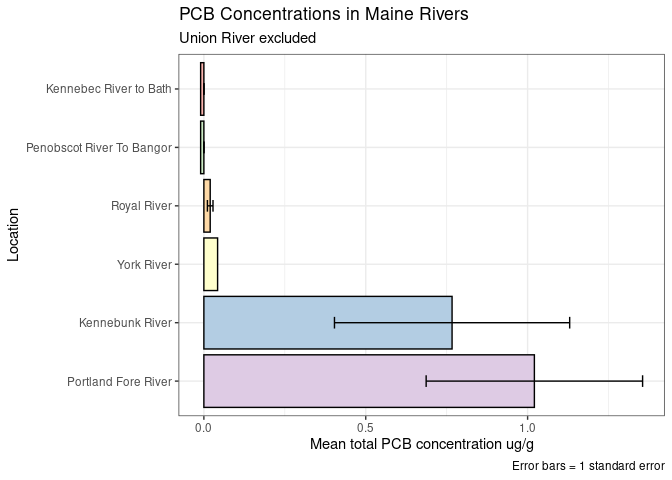 PCB Concentrations in Maine Rivers
Union River excluded
Location
Kennebec River to Bath
Penobscot River To Bangor
Royal River
York River
Kennebunk River
Portland Fore River
0.0 0.5 1.0
Mean total PCB concentration ug/g
Error bars = 1 standard error